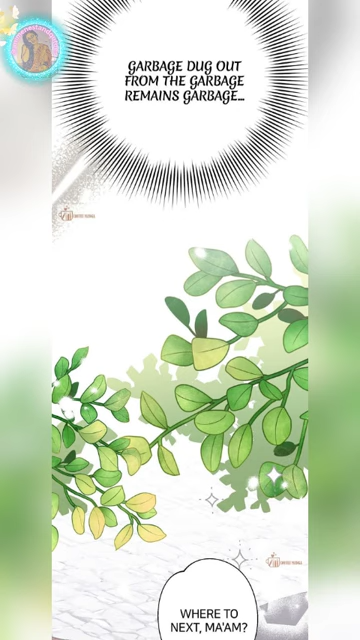 GARBAGE DUG OUT
FROM THE GARBAGE
REMAINS GARBAGE...
WHERE TO
NEXT, MA'AM?